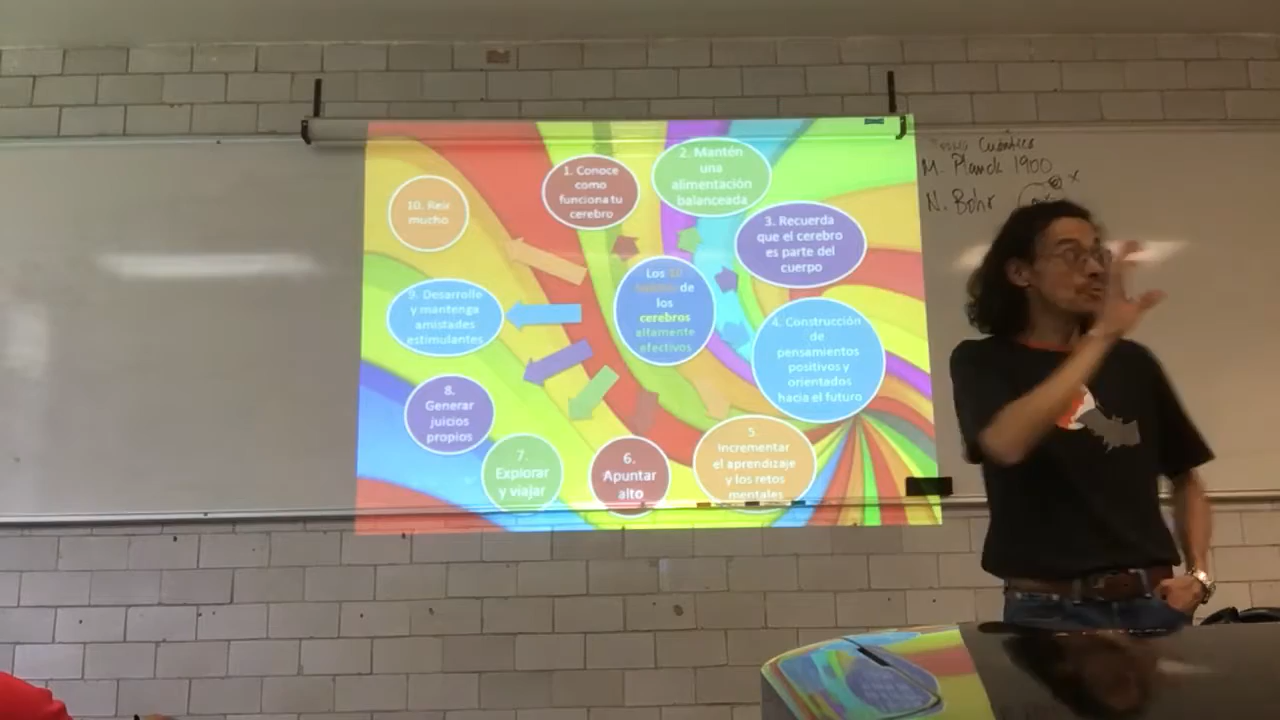 1. Conoce
como
funciona tu
cerebro
2. Mantén
una
alimentación
balanceada
3. Recuerda
que el cerebro
es parte del
cuerpo
4. Construcción
de
pensamientos
positivos y
orientados
hacia el futuro
5.
Incrementar
el aprendizaje
y los retos
mentales
6.
Apuntar
alto
7.
Explorar
y viajar
8.
Generar
juicios
propios
9. Desarrolle
y mantenga
amistades
estimulantes
10. Reir
mucho
Los 10
hábitos de
los
cerebros
altamente
efectivos
M. Planck 1900
N. Bohr